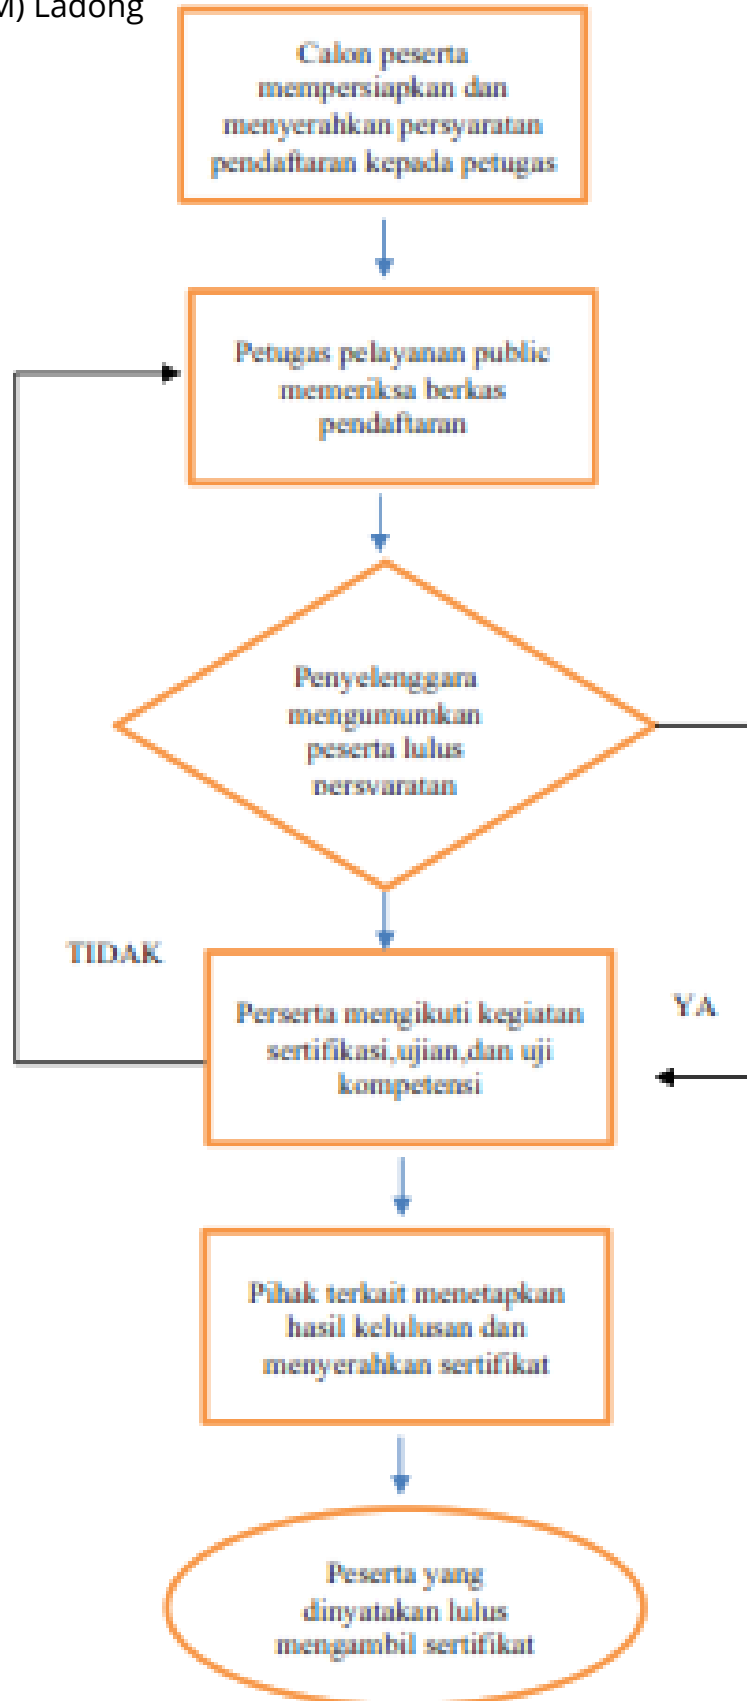 M) Ladong
Calon peserta
mempersiapkan dan
menyerahkan persyaratan
pendaftaran kepada petugas
Petugas pelayanan public
memeriksa berkas
pendaftaran
Penyelenggara
mengumumkan
peserta lulus
persyaratan
TIDAK
Perserta mengikuti kegiatan
sertifikasi,ujian,dan uji
kompetensi
YA
Pihak terkait menetapkan
hasil kelulusan dan
menyerahkan sertifikat
Peserta yang
dinyatakan lulus
mengambil sertifikat